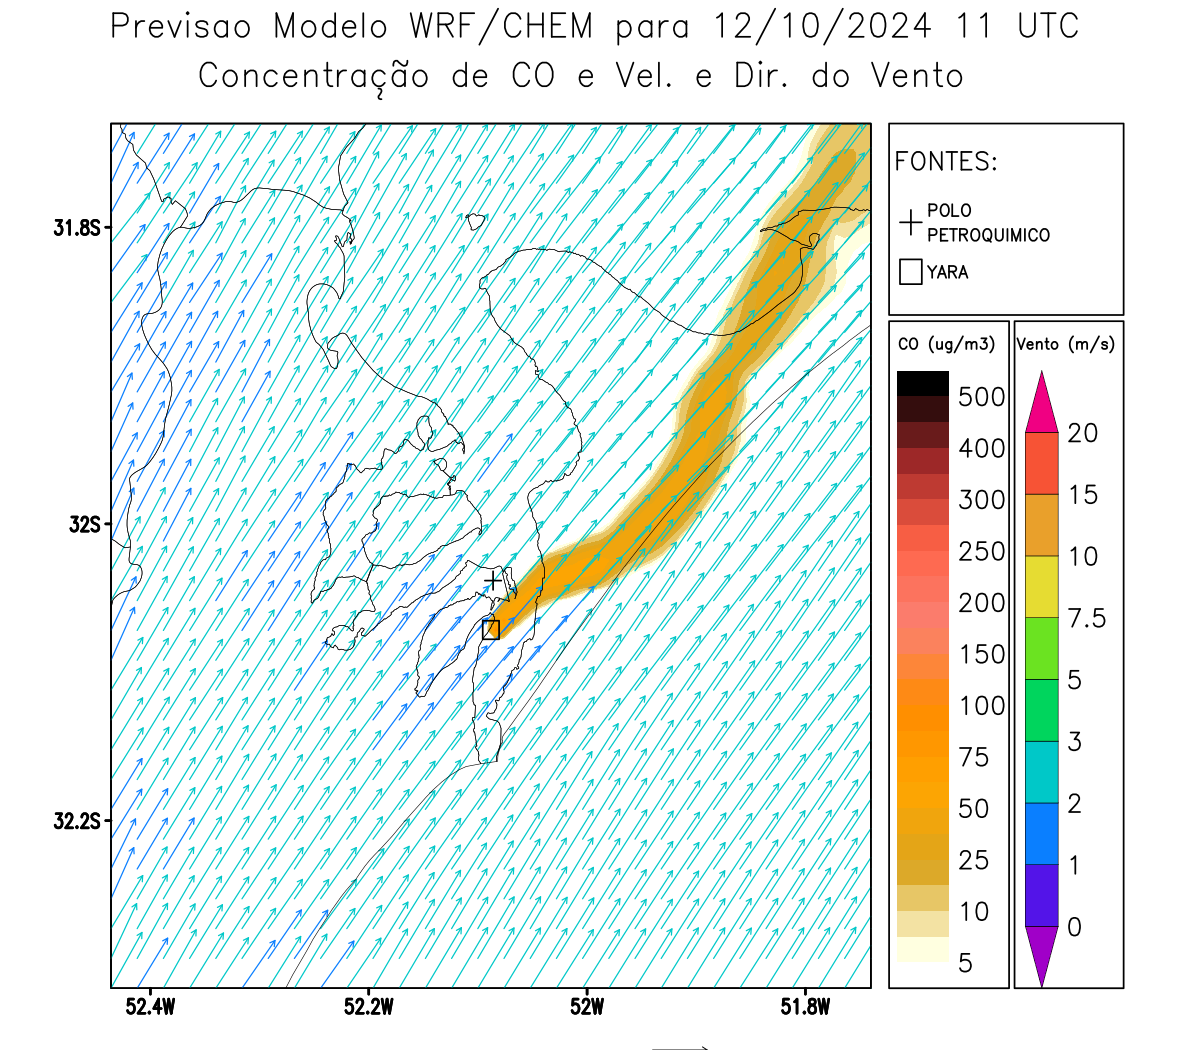 Previsao Modelo WRF/CHEM para 12/10/2024 11 UTC
Concentração de CO e Vel. e Dir. do Vento
FONTES:
POLO
PETROQUIMICO
YARA
CO (ug/m3)
500
400
300
250
200
150
100
75
50
25
10
5
Vento (m/s)
20
15
10
7.5
5
3
2
1
0
31.8S
32S
32.2S
52.4W
52.2W
52W
51.8W